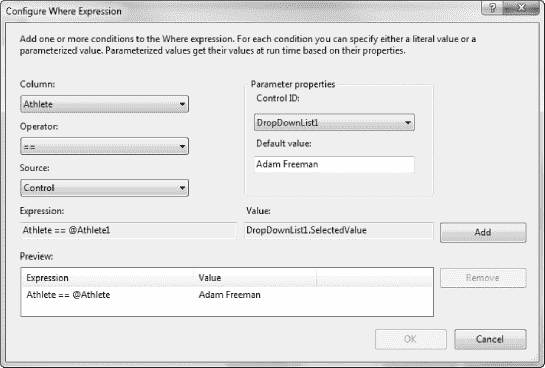 Configure Where Expression
Add one or more conditions to the Where expression. For each condition you can specify either a literal value or a
parameterized value. Parameterized values get their values at run time based on their properties.
Column:
Athlete
Operator:
==
Source:
Control
Parameter properties
Control ID:
DropDownList1
Default value:
Adam Freeman
Expression:
Athlete == @Athlete1
Value:
DropDownList1.SelectedValue
Add
Preview:
Expression Value
Athlete == @Athlete Adam Freeman
Remove
OK Cancel